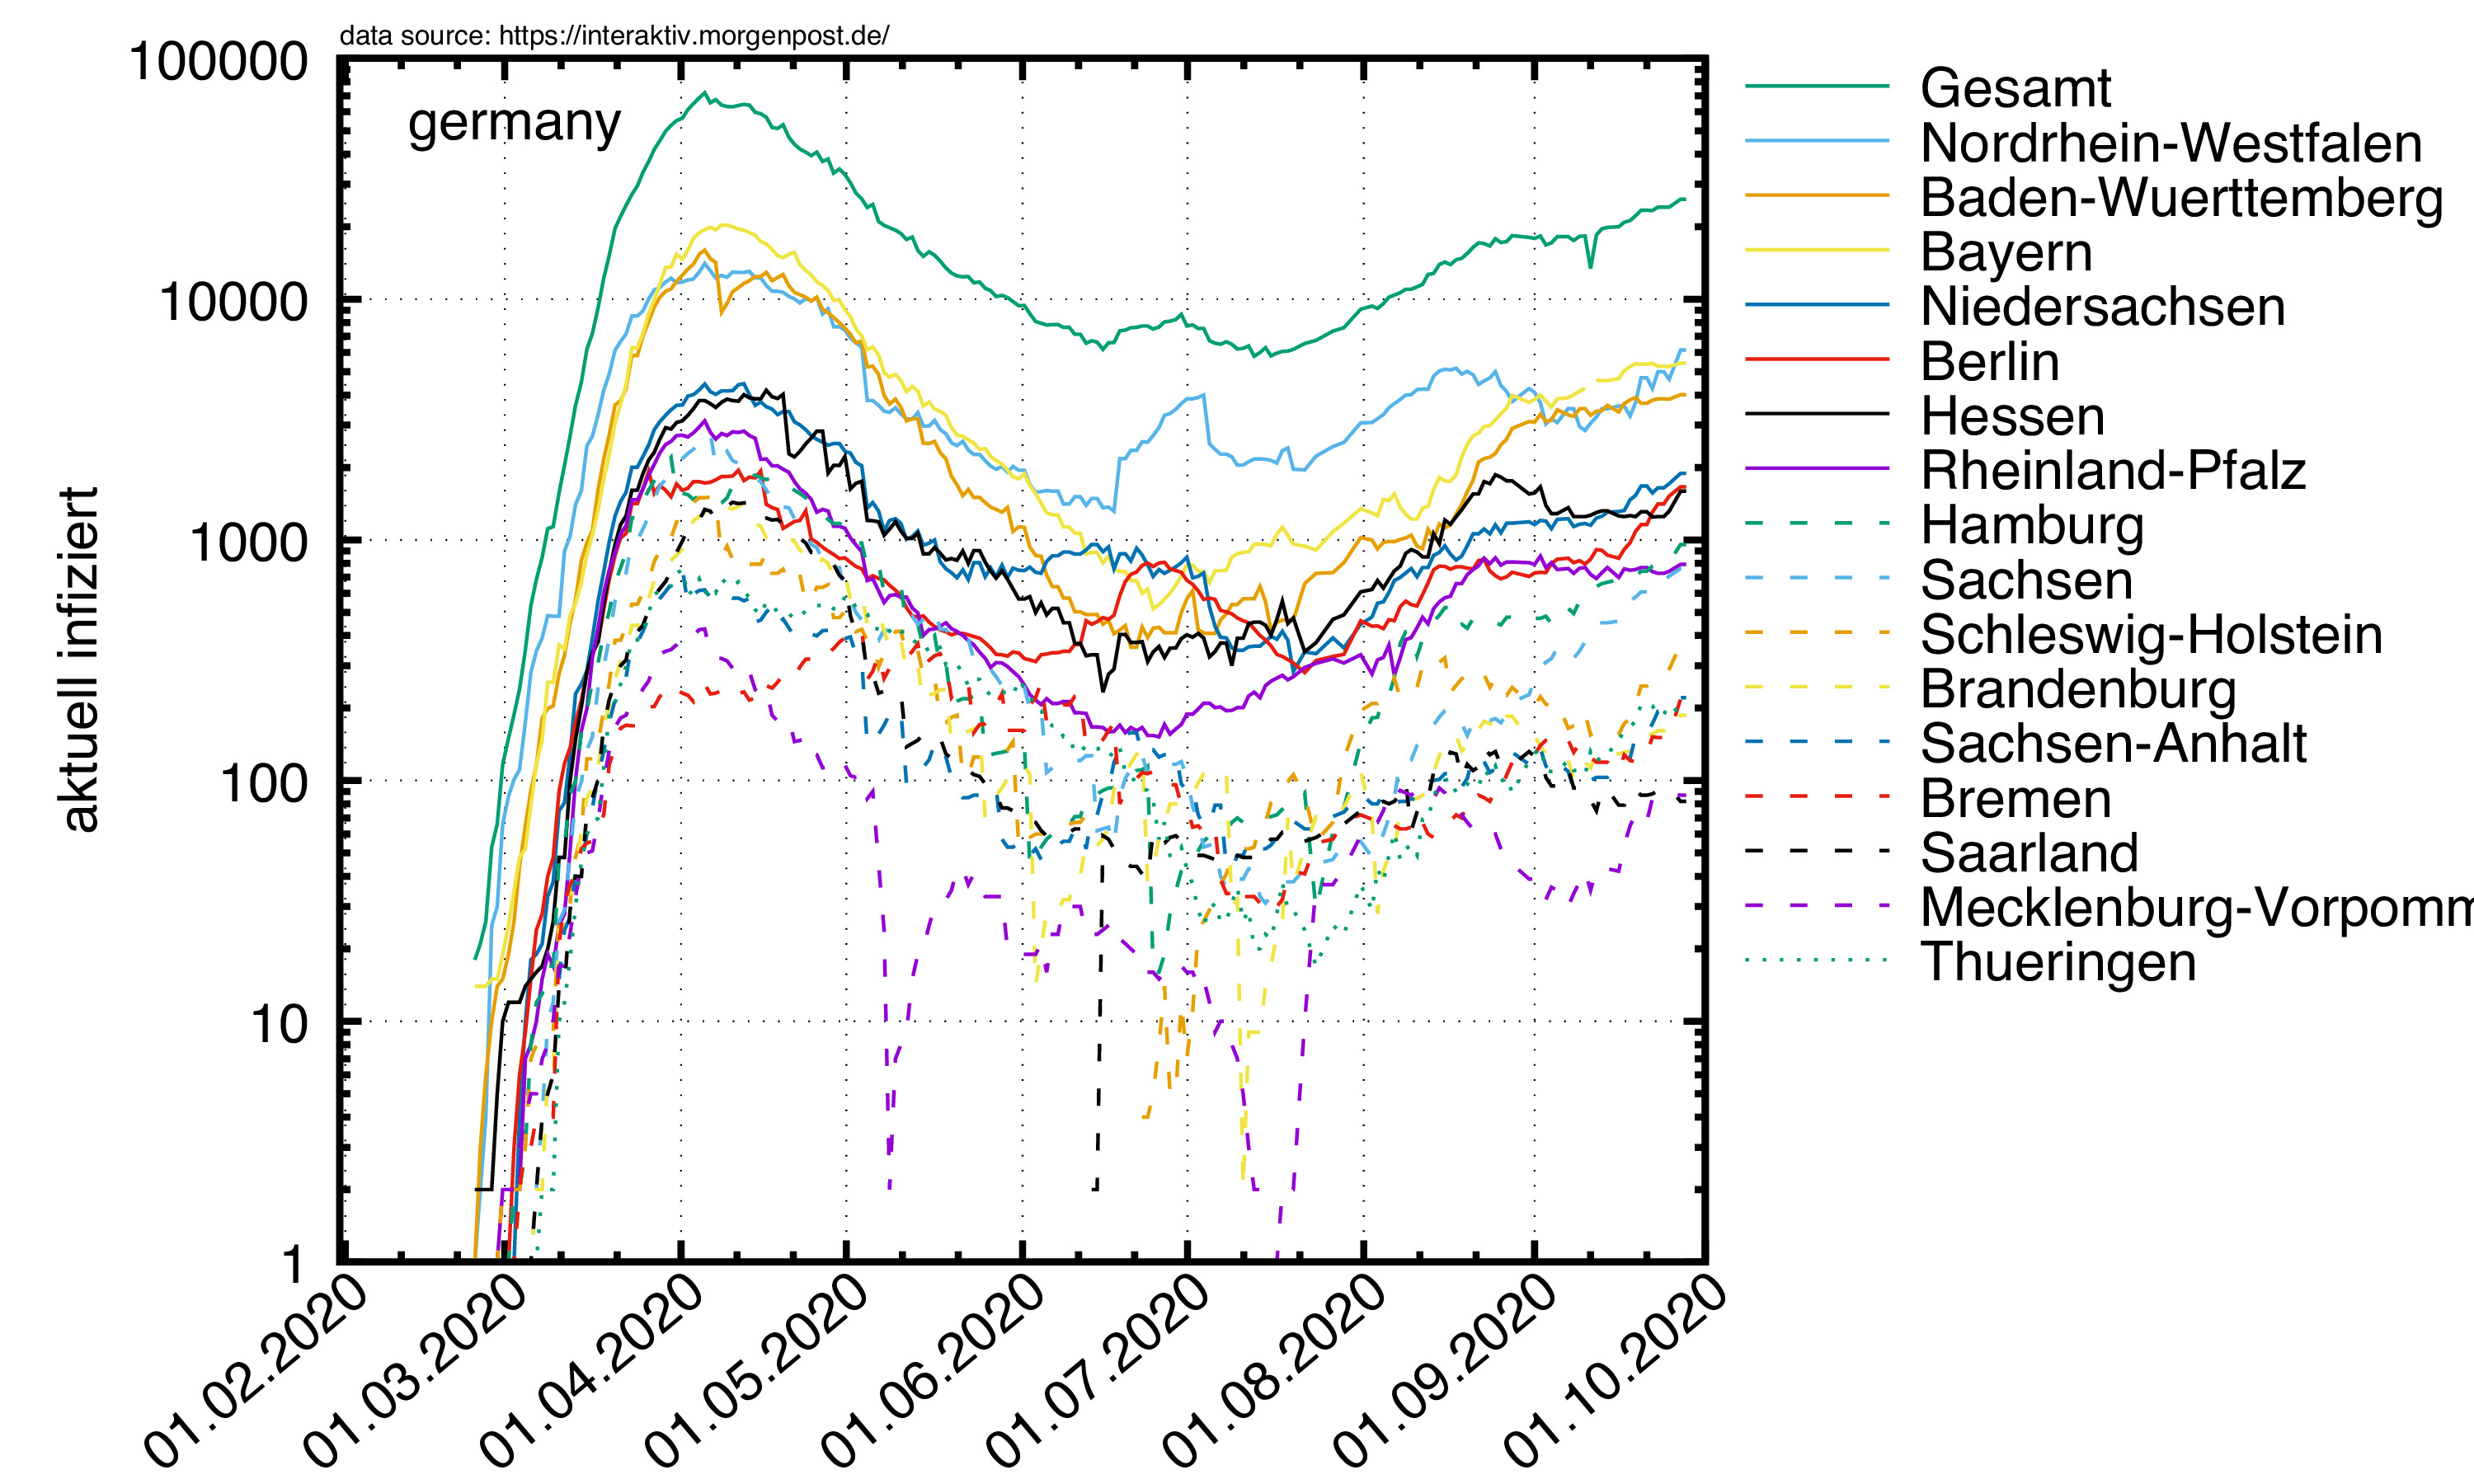 data source: https://interaktiv.morgenpost.de/
100000
10000
1000
100
10
1
aktuell infiziert
germany
01.02.2020
01.03.2020
01.04.2020
01.05.2020
01.06.2020
01.07.2020
01.08.2020
01.09.2020
01.10.2020
Gesamt
Nordrhein-Westfalen
Baden-Wuerttemberg
Bayern
Niedersachsen
Berlin
Hessen
Rheinland-Pfalz
Hamburg
Sachsen
Schleswig-Holstein
Brandenburg
Sachsen-Anhalt
Bremen
Saarland
Mecklenburg-Vorpomm
Thueringen